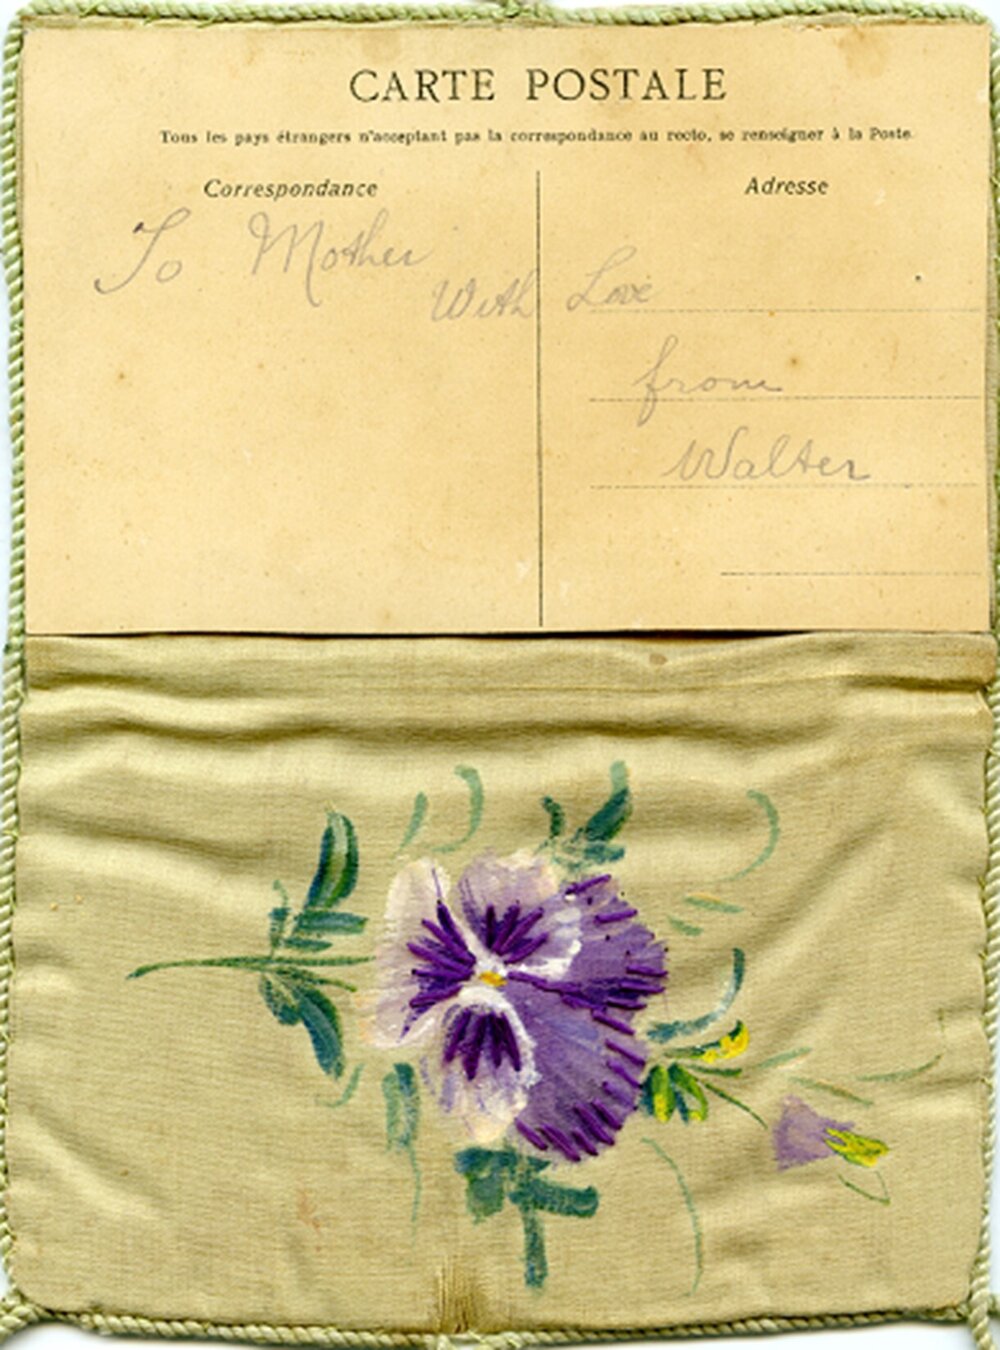 CARTE POSTALE
Tous les pays étrangers n'acceptant pas la correspondance au recto, se renseigner à la Poste.
Correspondance
Adresse
To Mother
With Love
from
Walter